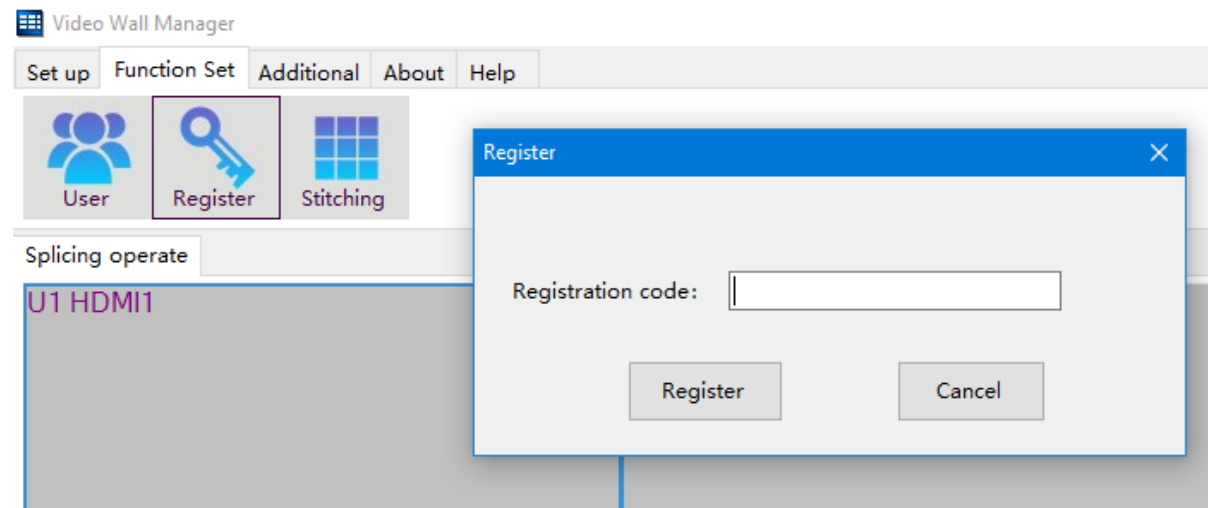 Video Wall Manager
Set up Function Set Additional About Help
User Register Stitching
Register
Splicing operate
Registration code:
U1 HDMI1
Register Cancel